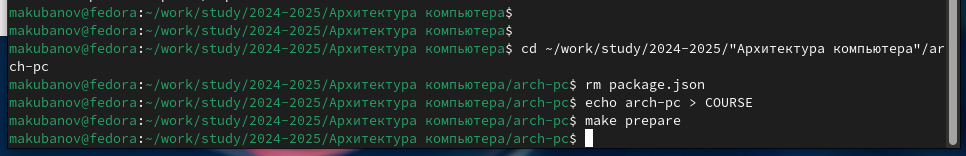 makubanov@fedora:~/work/study/2024-2025/Архитектура компьютера$
makubanov@fedora:~/work/study/2024-2025/Архитектура компьютера$
makubanov@fedora:~/work/study/2024-2025/Архитектура компьютера$ cd ~/work/study/2024-2025/"Архитектура компьютера"/ar
ch-pc
makubanov@fedora:~/work/study/2024-2025/Архитектура компьютера/arch-pc$ rm package.json
makubanov@fedora:~/work/study/2024-2025/Архитектура компьютера/arch-pc$ echo arch-pc > COURSE
makubanov@fedora:~/work/study/2024-2025/Архитектура компьютера/arch-pc$ make prepare
makubanov@fedora:~/work/study/2024-2025/Архитектура компьютера/arch-pc$